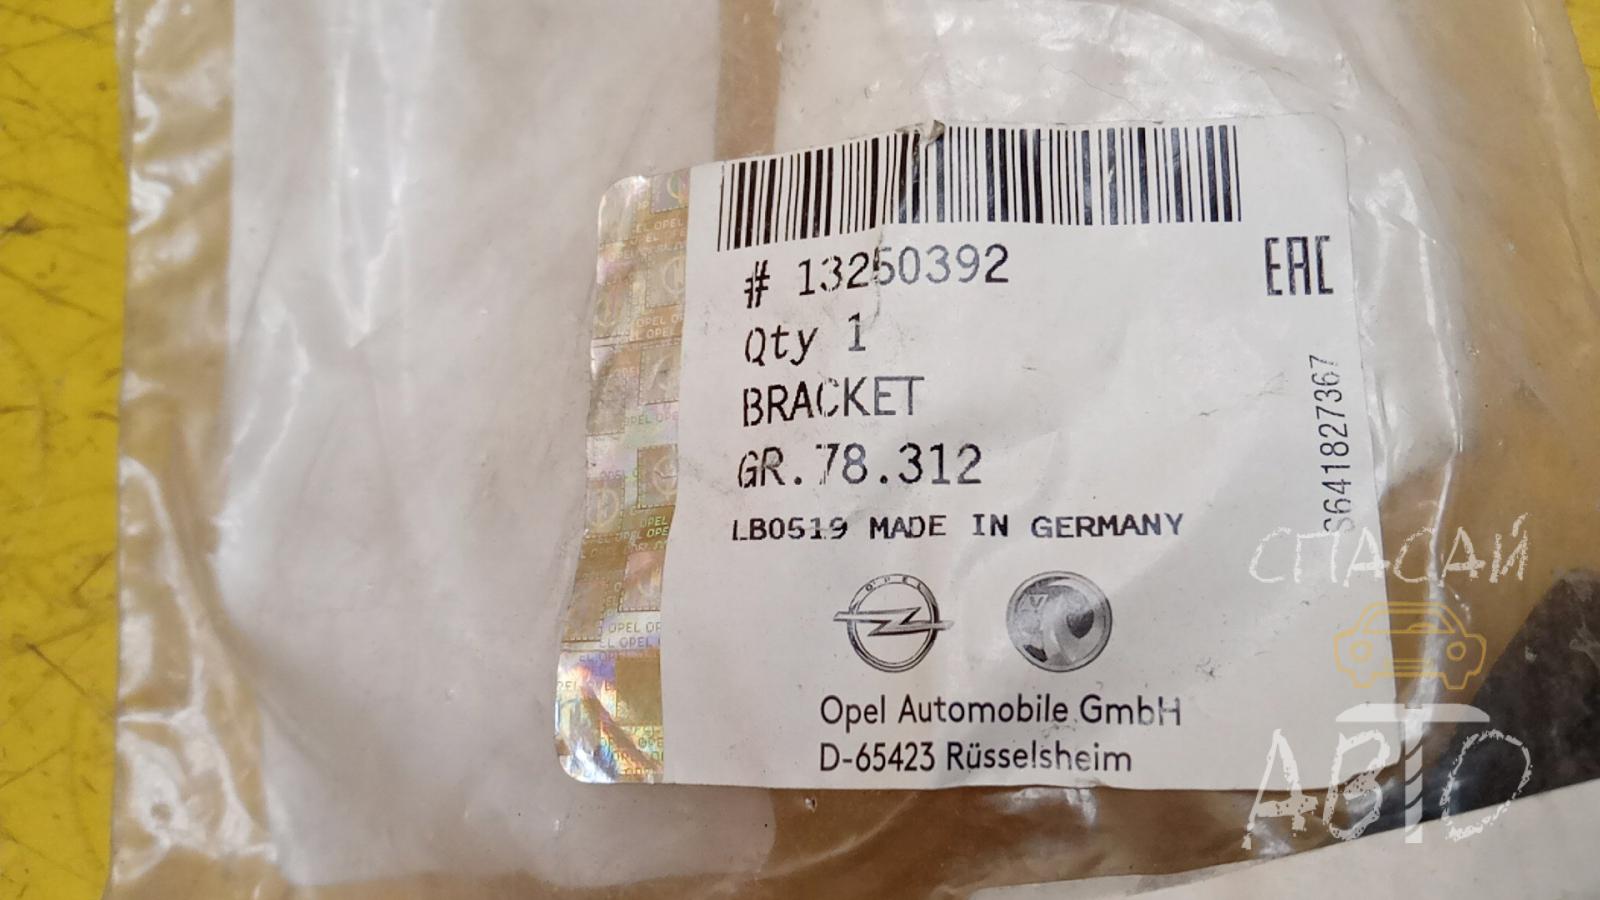 # 13250392
Qty 1
BRACKET
GR.78.312
LB0519 MADE IN GERMANY
OPEL
Opel Automobile GmbH
D-65423 Rüsselsheim
EAC
S641827367
СПАСАЙ
АВТО